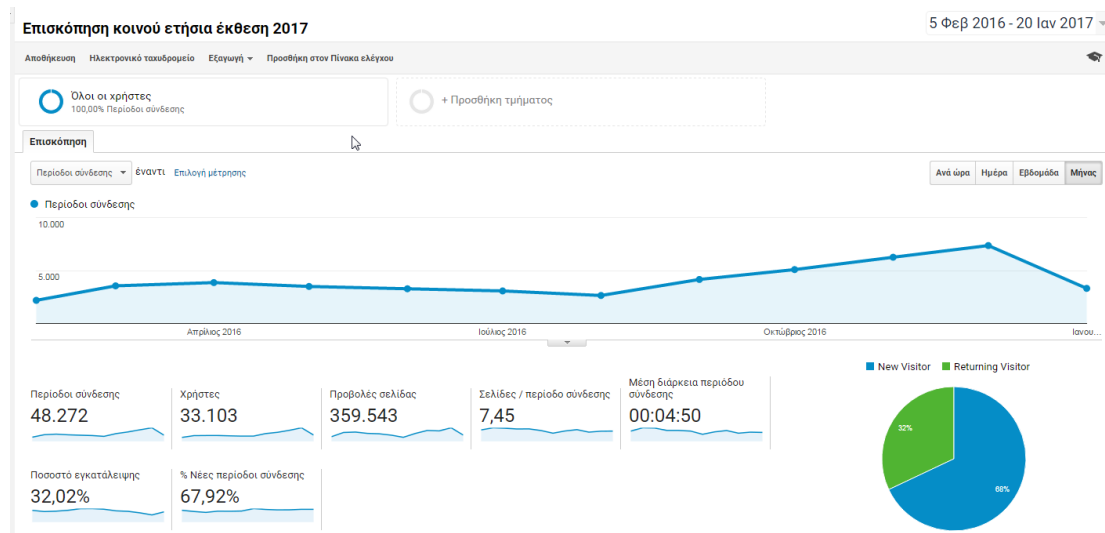 Επισκόπηση κοινού ετήσια έκθεση 2017
5 Φεβ 2016 - 20 Ιαν 2017
Αποθήκευση Ηλεκτρονικό ταχυδρομείο Εξαγωγή Προσθήκη στον Πίνακα ελέγχου
Όλοι οι χρήστες
100,00% Περίοδοι σύνδεσης
+ Προσθήκη τμήματος
Επισκόπηση
Περίοδοι σύνδεσης έναντι Επιλογή μέτρησης
Ανά ώρα Ημέρα Εβδομάδα Μήνας
Περίοδοι σύνδεσης
10.000
5.000
Απρίλιος 2016 Ιούλιος 2016 Οκτώβριος 2016 Ιανου...
New Visitor Returning Visitor
Περίοδοι σύνδεσης
48.272
Χρήστες
33.103
Προβολές σελίδας
359.543
Σελίδες / περίοδο σύνδεσης
7,45
Μέση διάρκεια περιόδου
σύνδεσης
00:04:50
32%
68%
Ποσοστό εγκατάλειψης
32,02%
% Νέες περίοδοι σύνδεσης
67,92%